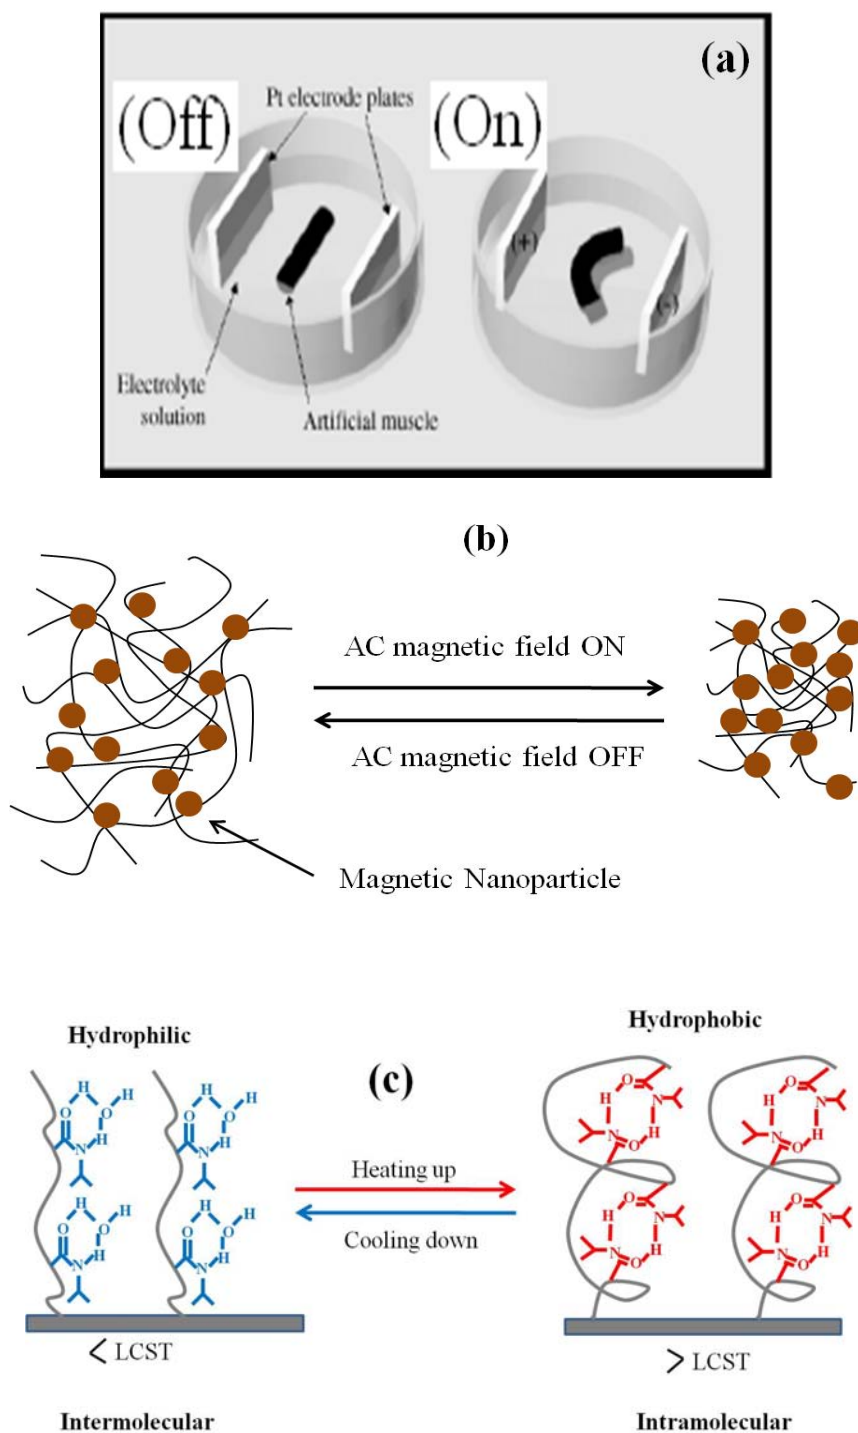 (a)
(Off)
Pt electrode plates
(On)
(+)
(-)
Electrolyte
solution
Artificial muscle
(b)
AC magnetic field ON
AC magnetic field OFF
Magnetic Nanoparticle
Hydrophilic
Hydrophobic
(c)
H H H H
O O O O
N H N H
H H H H
O O O O
N H N H
O O
H N H N
N O H N O H
O O
H N H N
N O H N O H
Heating up
Cooling down
< LCST
> LCST
Intermolecular
Intramolecular